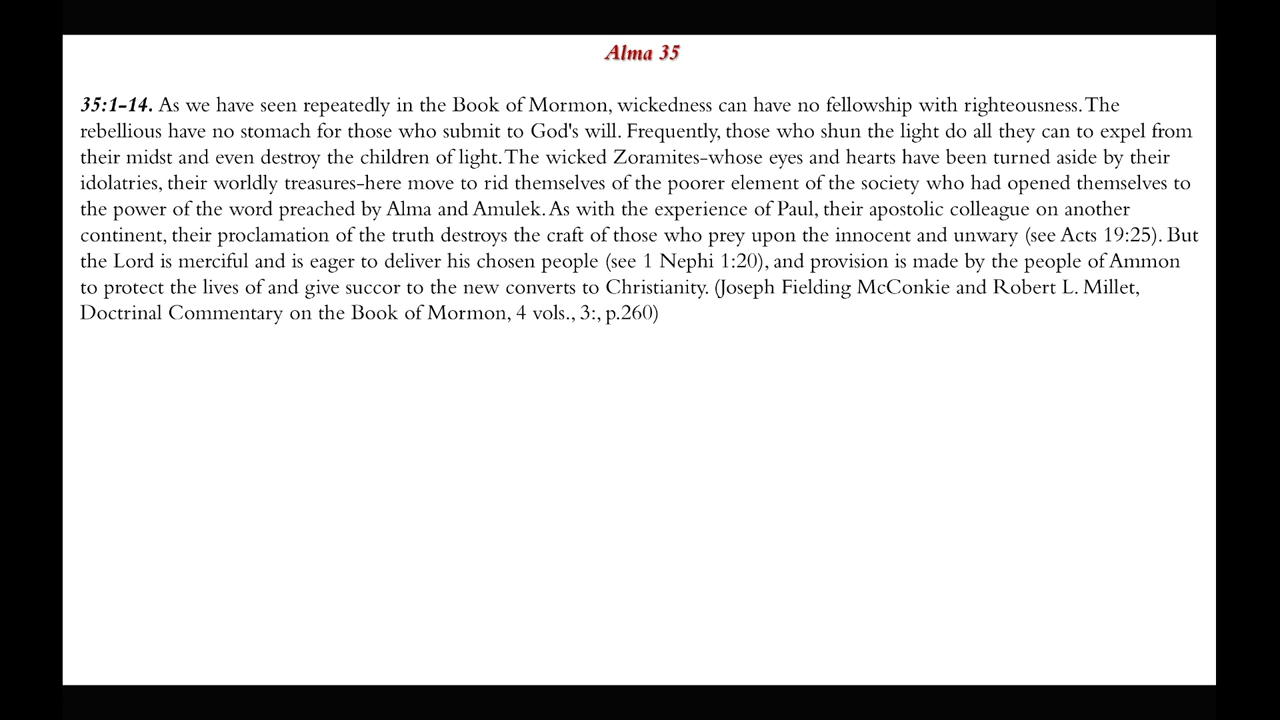 Alma 35
35:1-14. As we have seen repeatedly in the Book of Mormon, wickedness can have no fellowship with righteousness. The
rebellious have no stomach for those who submit to God's will. Frequently, those who shun the light do all they can to expel from
their midst and even destroy the children of light. The wicked Zoramites-whose eyes and hearts have been turned aside by their
idolatries, their worldly treasures-here move to rid themselves of the poorer element of the society who had opened themselves to
the power of the word preached by Alma and Amulek. As with the experience of Paul, their apostolic colleague on another
continent, their proclamation of the truth destroys the craft of those who prey upon the innocent and unwary (see Acts 19:25). But
the Lord is merciful and is eager to deliver his chosen people (see 1 Nephi 1:20), and provision is made by the people of Ammon
to protect the lives of and give succor to the new converts to Christianity. (Joseph Fielding McConkie and Robert L. Millet,
Doctrinal Commentary on the Book of Mormon, 4 vols., 3:, p.260)